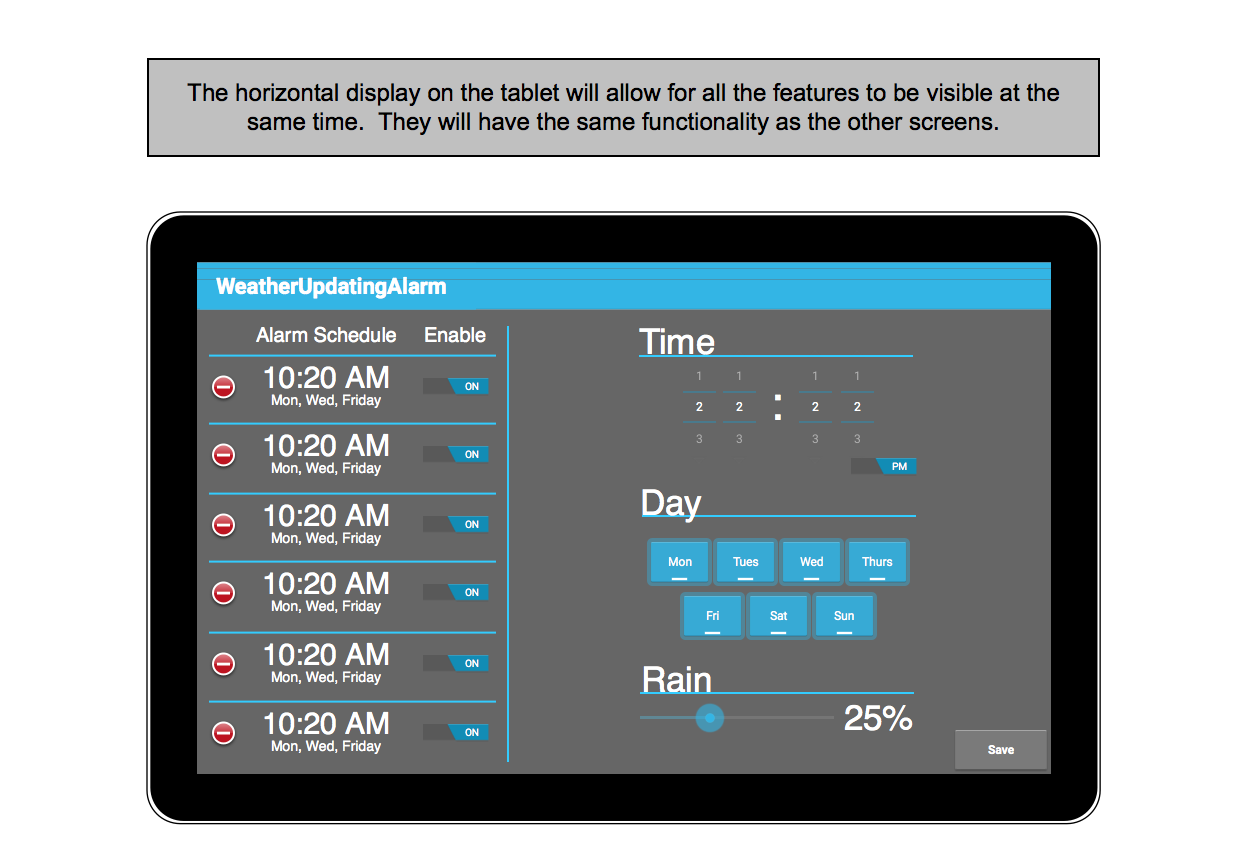 The horizontal display on the tablet will allow for all the features to be visible at the
same time.  They will have the same functionality as the other screens.
WeatherUpdatingAlarm
Alarm Schedule Enable
10:20 AM
Mon, Wed, Friday
ON
10:20 AM
Mon, Wed, Friday
ON
10:20 AM
Mon, Wed, Friday
ON
10:20 AM
Mon, Wed, Friday
ON
10:20 AM
Mon, Wed, Friday
ON
10:20 AM
Mon, Wed, Friday
ON
Time
1 1 1 1
2 2 : 2 2
3 3 3 3
PM
Day
Mon Tues Wed Thurs
Fri Sat Sun
Rain
25%
Save